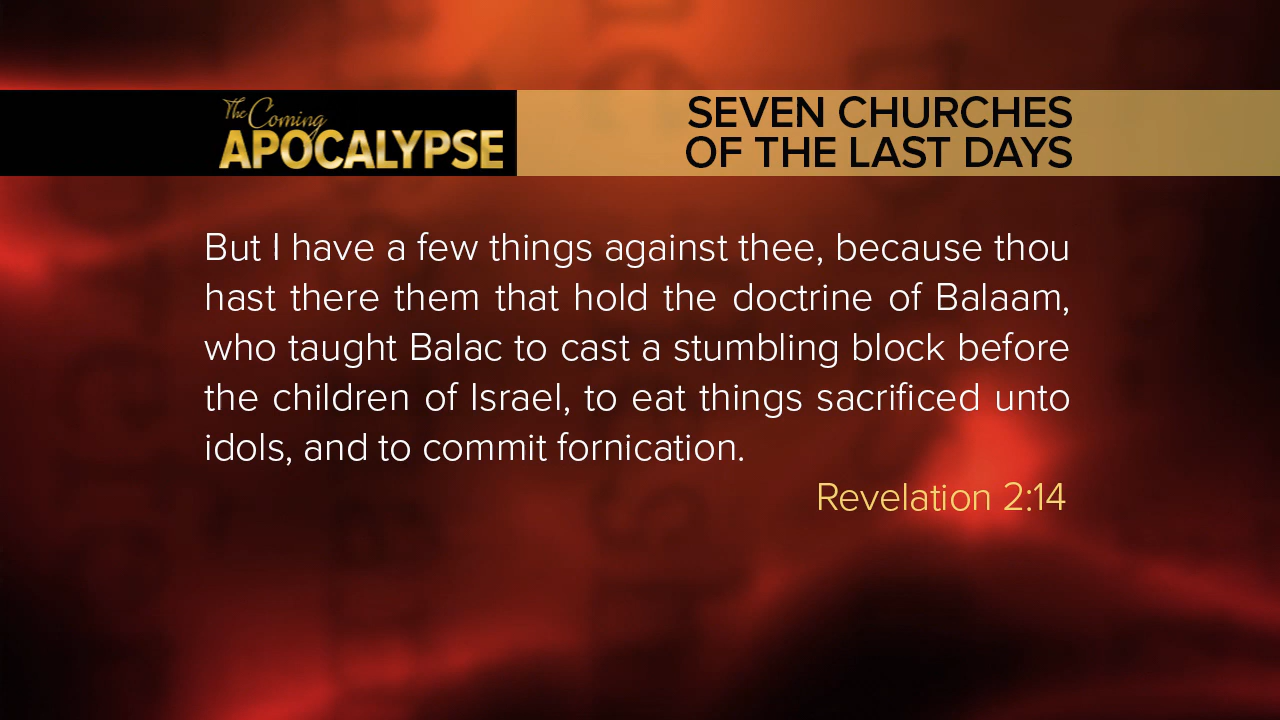 The Coming
APOCALYPSE
SEVEN CHURCHES
OF THE LAST DAYS
But I have a few things against thee, because thou
hast there them that hold the doctrine of Balaam,
who taught Balac to cast a stumbling block before
the children of Israel, to eat things sacrificed unto
idols, and to commit fornication.
Revelation 2:14